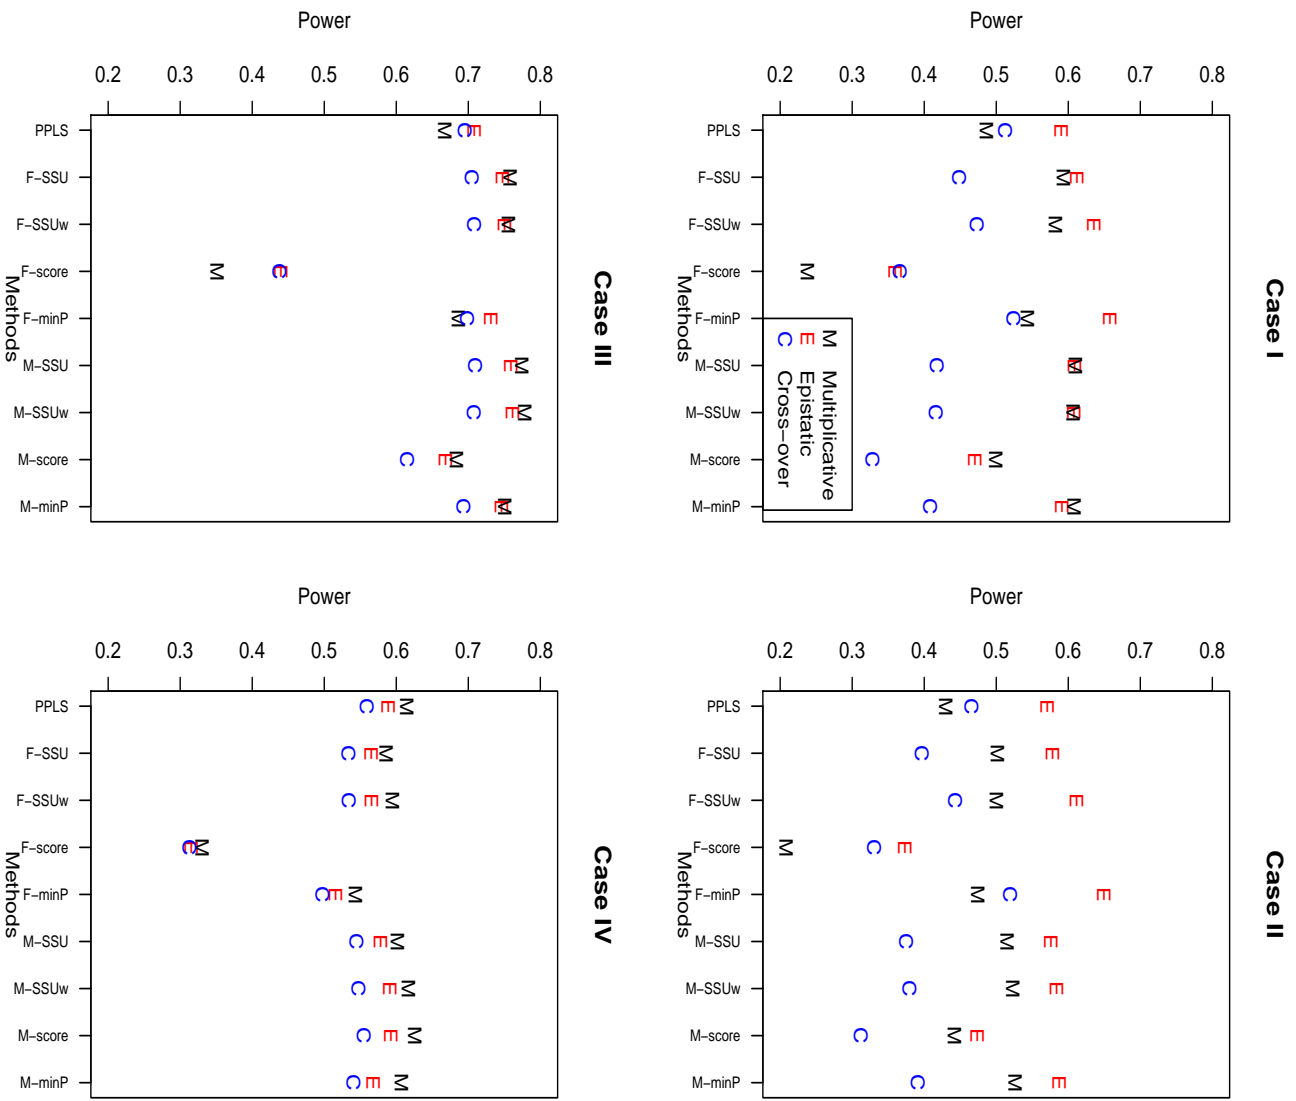 Case I
Power
0.2 0.3 0.4 0.5 0.6 0.7 0.8
PPLS
F−SSU
F−SSUw
F−score
F−minP
M−SSU
M−SSUw
M−score
M−minP
Methods
M Multiplicative
E Epistatic
C Cross−over
M M M M M M M M M
E E E E E E E E E
C C C C C C C C C
Case II
Power
0.2 0.3 0.4 0.5 0.6 0.7 0.8
PPLS
F−SSU
F−SSUw
F−score
F−minP
M−SSU
M−SSUw
M−score
M−minP
Methods
M M M M M M M M M
E E E E E E E E E
C C C C C C C C C
Case III
Power
0.2 0.3 0.4 0.5 0.6 0.7 0.8
PPLS
F−SSU
F−SSUw
F−score
F−minP
M−SSU
M−SSUw
M−score
M−minP
Methods
M M M M M M M M M
E E E E E E E E E
C C C C C C C C C
Case IV
Power
0.2 0.3 0.4 0.5 0.6 0.7 0.8
PPLS
F−SSU
F−SSUw
F−score
F−minP
M−SSU
M−SSUw
M−score
M−minP
Methods
M M M M M M M M M
E E E E E E E E E
C C C C C C C C C